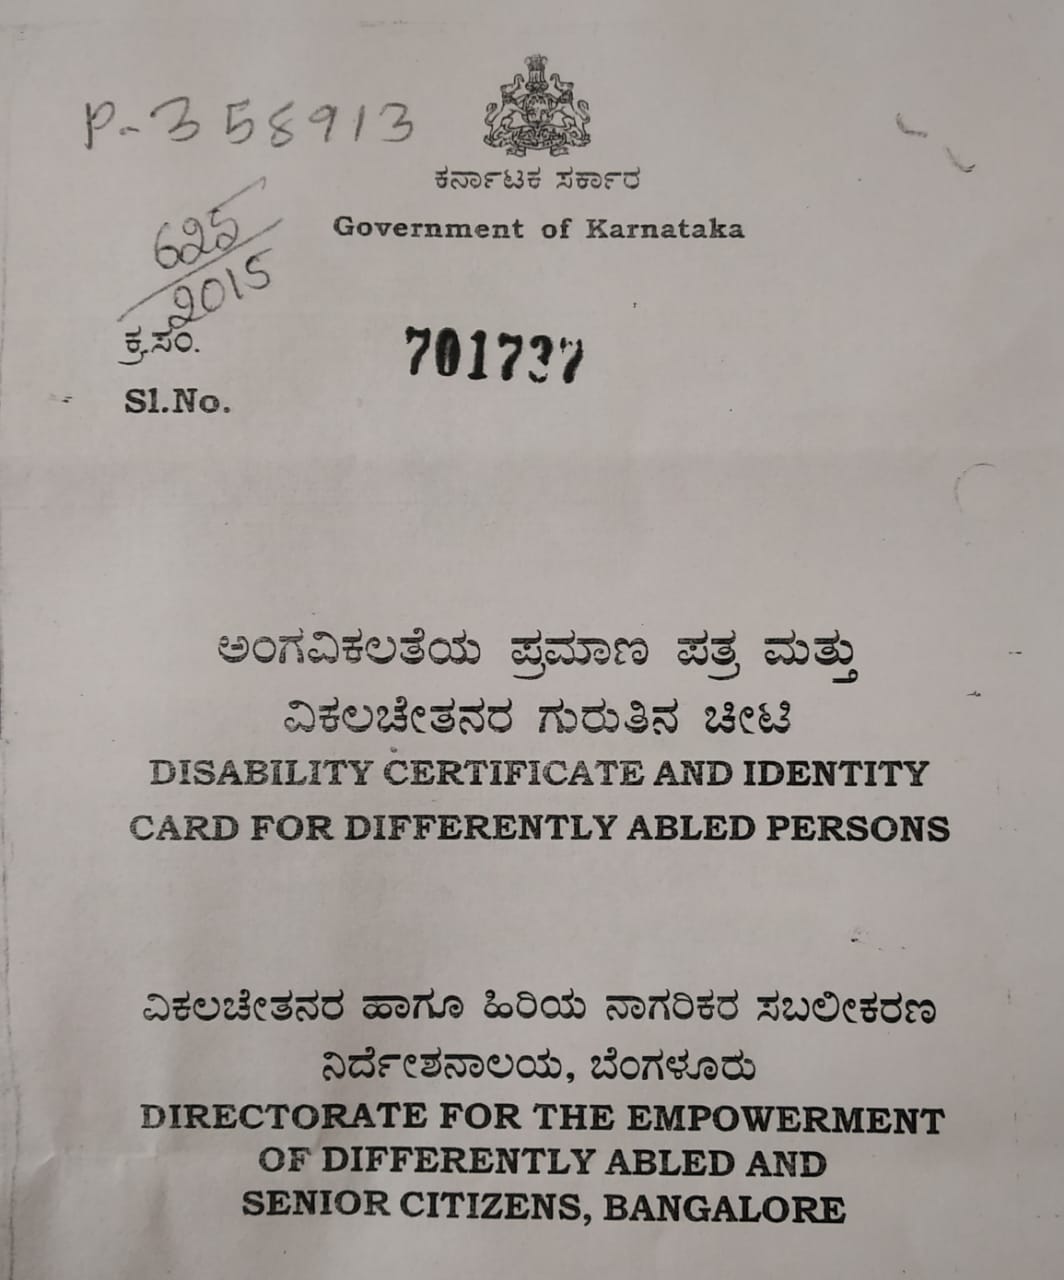 P-358913
ಕರ್ನಾಟಕ ಸರ್ಕಾರ
Government of Karnataka
625
2015
ಕ್ರ.ಸಂ.
701737
Sl.No.
ಅಂಗವಿಕಲತೆಯ ಪ್ರಮಾಣ ಪತ್ರ ಮತ್ತು
ವಿಕಲಚೇತನರ ಗುರುತಿನ ಚೀಟಿ
DISABILITY CERTIFICATE AND IDENTITY
CARD FOR DIFFERENTLY ABLED PERSONS
ವಿಕಲಚೇತನರ ಹಾಗೂ ಹಿರಿಯ ನಾಗರಿಕರ ಸಬಲೀಕರಣ
ನಿರ್ದೇಶನಾಲಯ, ಬೆಂಗಳೂರು
DIRECTORATE FOR THE EMPOWERMENT
OF DIFFERENTLY ABLED AND
SENIOR CITIZENS, BANGALORE